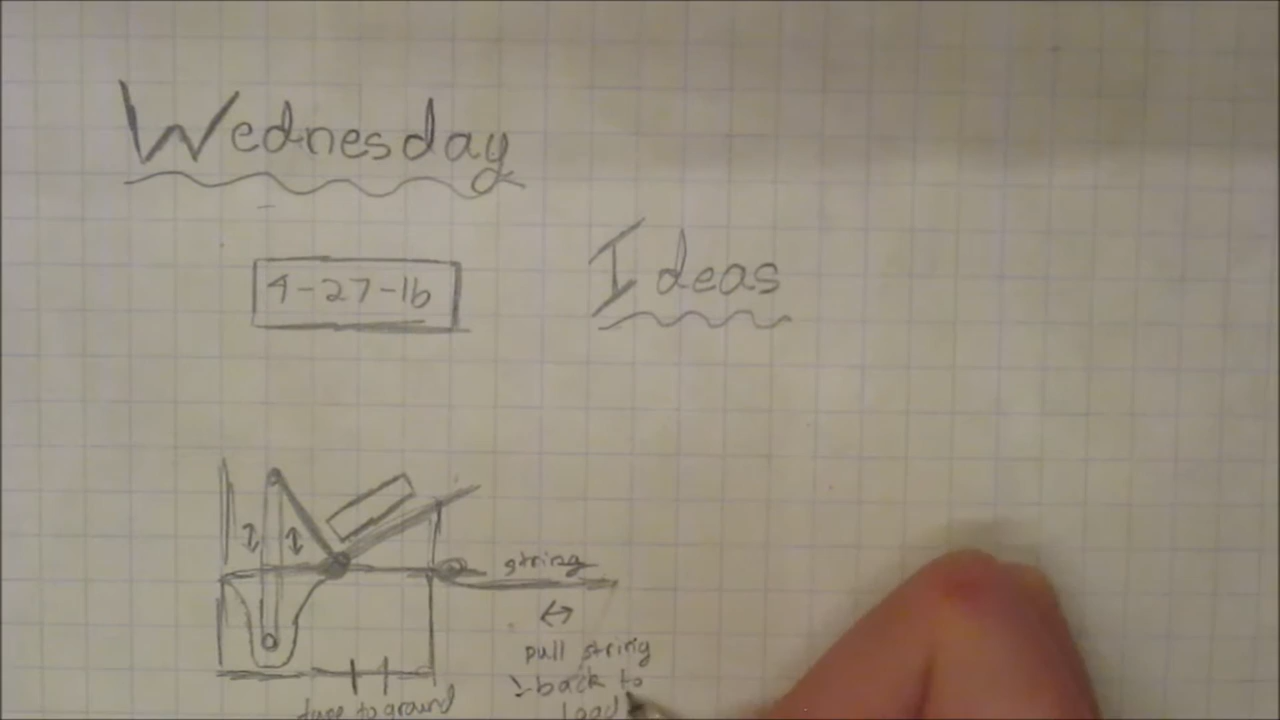 Wednesday
4-27-16
Ideas
string
pull string
back to
load
tape to ground